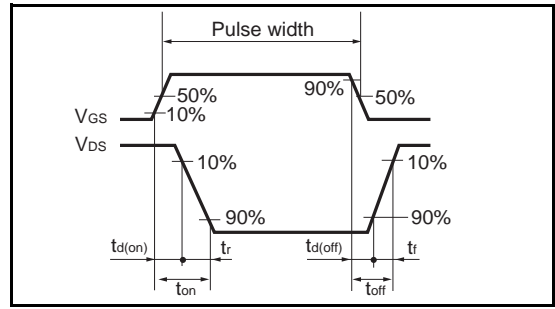 Pulse width
50%
10%
90%
50%
VGS
VDS
10%
90%
10%
90%
td(on)
tr
td(off)
tf
ton
toff